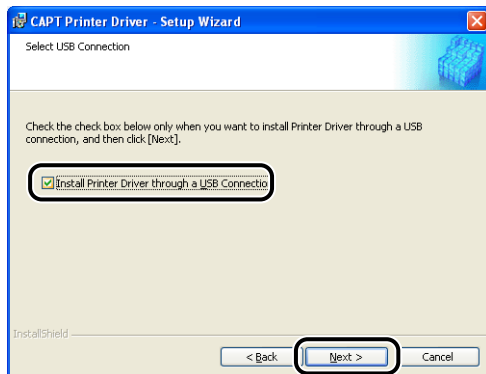 CAPT Printer Driver - Setup Wizard
Select USB Connection
Check the check box below only when you want to install Printer Driver through a USB
connection, and then click [Next].
Install Printer Driver through a USB Connectio
InstallShield
< Back Next > Cancel